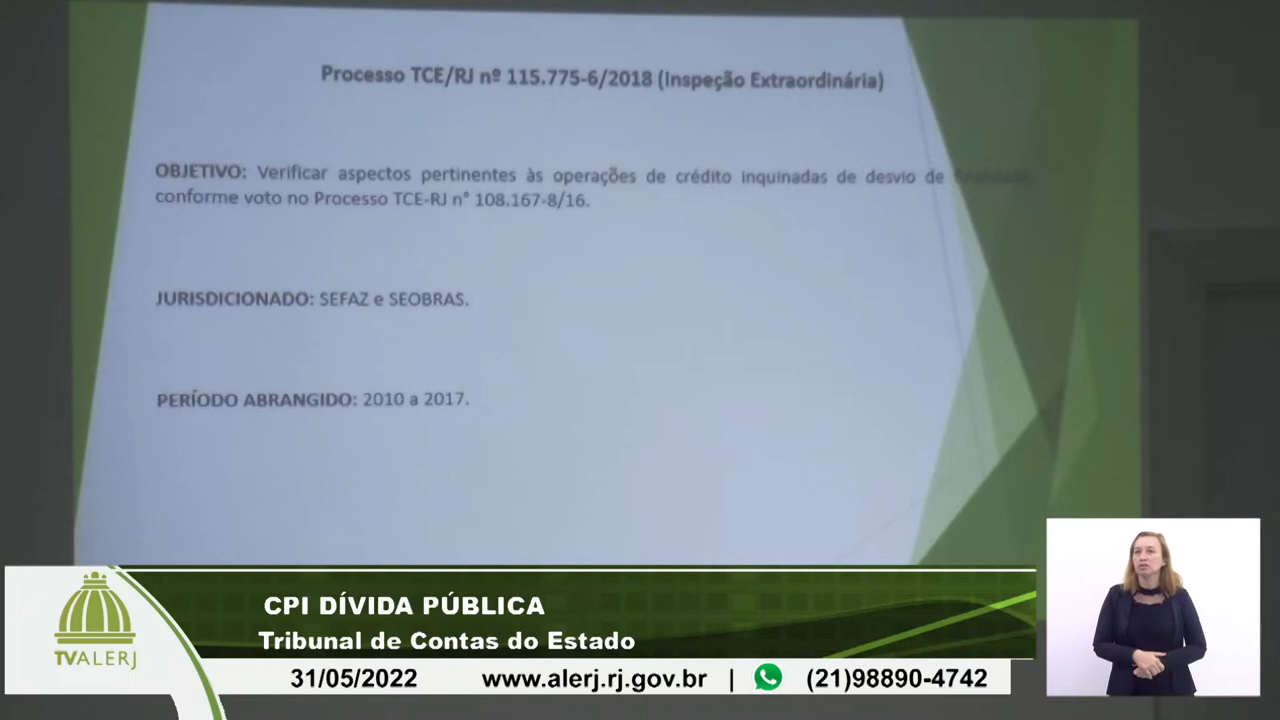 Processo TCE/RJ nº 115.775-6/2018 (Inspeção Extraordinária)
OBJETIVO: Verificar aspectos pertinentes às operações de crédito inquinadas de desvio de
conforme voto no Processo TCE-RJ n° 108.167-8/16.
JURISDICIONADO: SEFAZ e SEOBRAS.
PERÍODO ABRANGIDO: 2010 a 2017.
CPI DÍVIDA PÚBLICA
Tribunal de Contas do Estado
TVALERJ
31/05/2022 www.alerj.rj.gov.br | (21)98890-4742